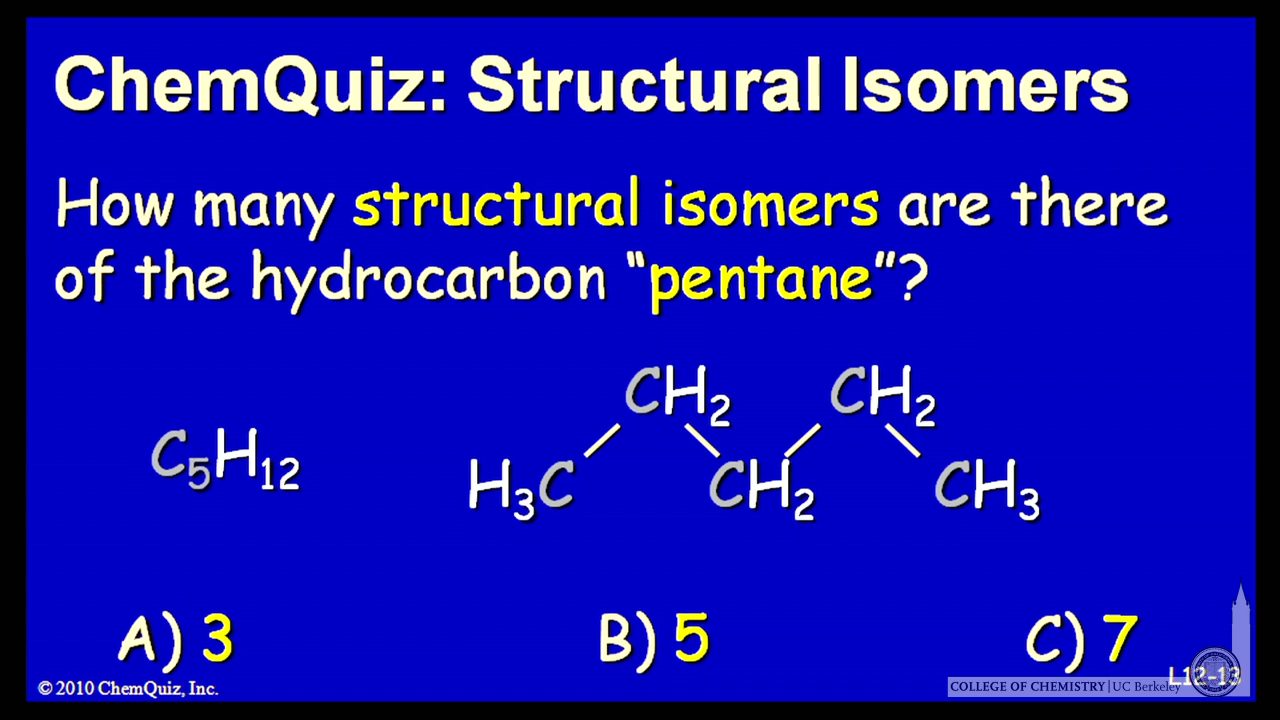 ChemQuiz: Structural Isomers
How many structural isomers are there
of the hydrocarbon “pentane”?
CH₂ CH₂
C₅H₁₂
H₃C CH₂ CH₃
A) 3 B) 5 C) 7
© 2010 ChemQuiz, Inc.
L12-13
COLLEGE OF CHEMISTRY | UC Berkeley